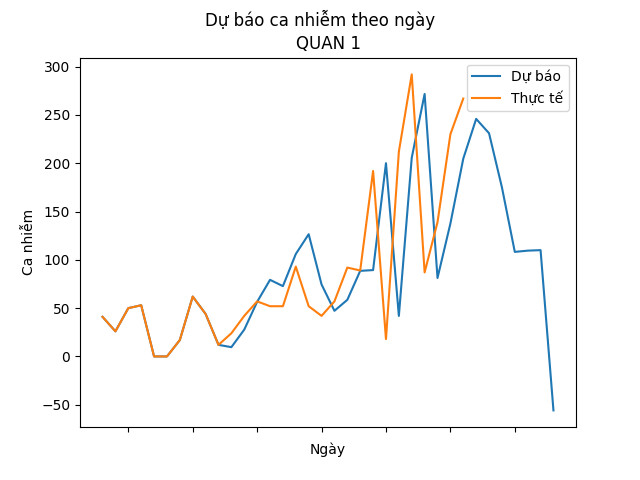 Dự báo ca nhiễm theo ngày
QUAN 1
Dự báo
Thực tế
300
250
200
150
100
50
0
−50
Ca nhiễm
Ngày